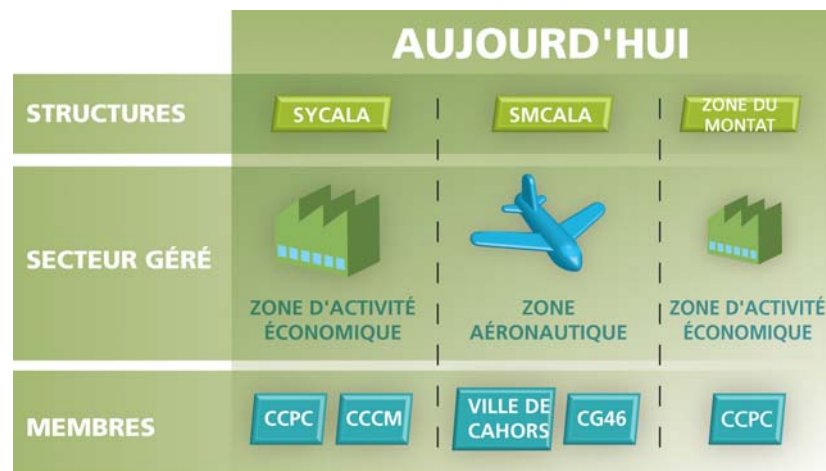 AUJOURD'HUI
STRUCTURES
SYCALA
SMCALA
ZONE DU
MONTAT
SECTEUR GÉRÉ
ZONE D'ACTIVITÉ
ÉCONOMIQUE
ZONE
AÉRONAUTIQUE
ZONE D'ACTIVITÉ
ÉCONOMIQUE
MEMBRES
CCPC
CCCM
VILLE DE
CAHORS
CG46
CCPC